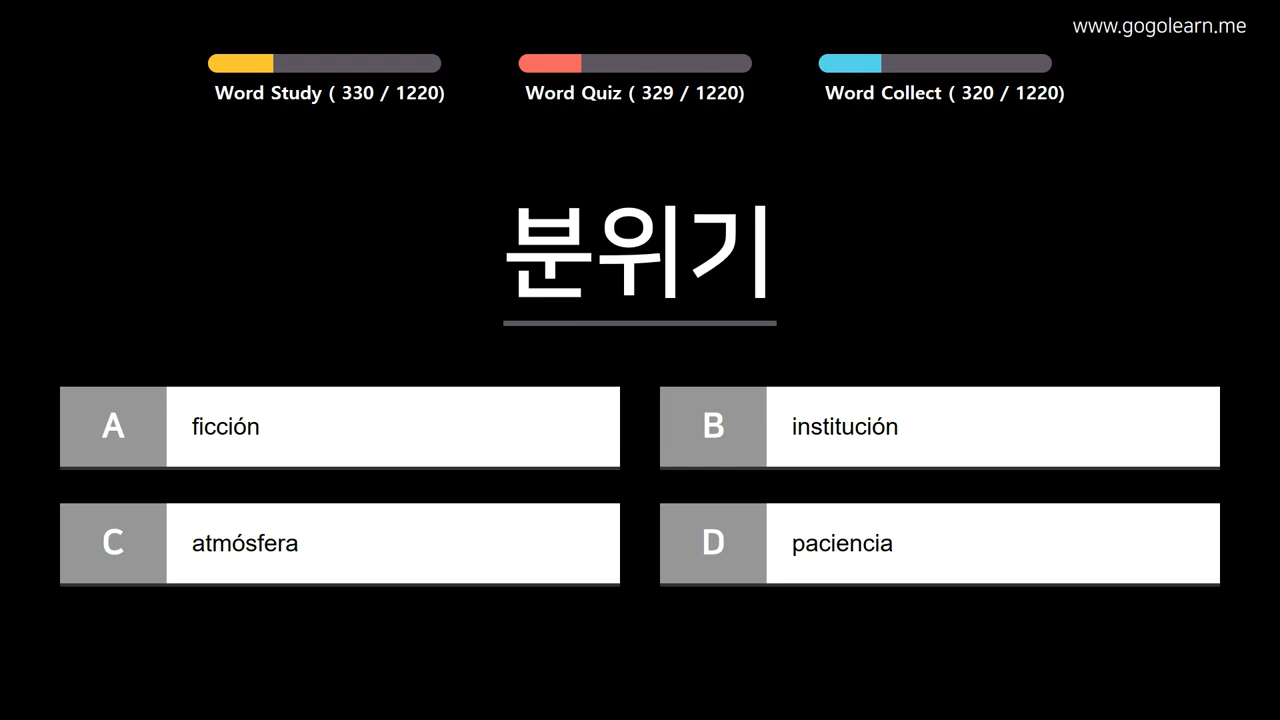 www.gogolearn.me
Word Study ( 330 / 1220)
Word Quiz ( 329 / 1220)
Word Collect ( 320 / 1220)
분위기
A
ficción
B
institución
C
atmósfera
D
paciencia